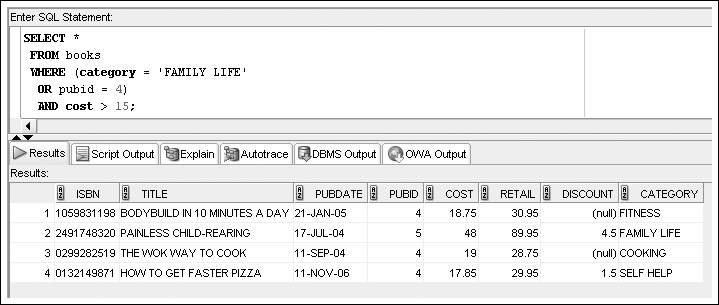 Enter SQL Statement:
SELECT *
FROM books
WHERE (category = 'FAMILY LIFE'
OR pubid = 4)
AND cost > 15;
Results Script Output Explain Autotrace DBMS Output OWA Output
Results:
ISBN TITLE PUBDATE PUBID COST RETAIL DISCOUNT CATEGORY
1 1059831198 BODYBUILD IN 10 MINUTES A DAY 21-JAN-05 4 18.75 30.95 (null) FITNESS
2 2491748320 PAINLESS CHILD-REARING 17-JUL-04 5 48 89.95 4.5 FAMILY LIFE
3 0299282519 THE WOK WAY TO COOK 11-SEP-04 4 19 28.75 (null) COOKING
4 0132149871 HOW TO GET FASTER PIZZA 11-NOV-06 4 17.85 29.95 1.5 SELF HELP